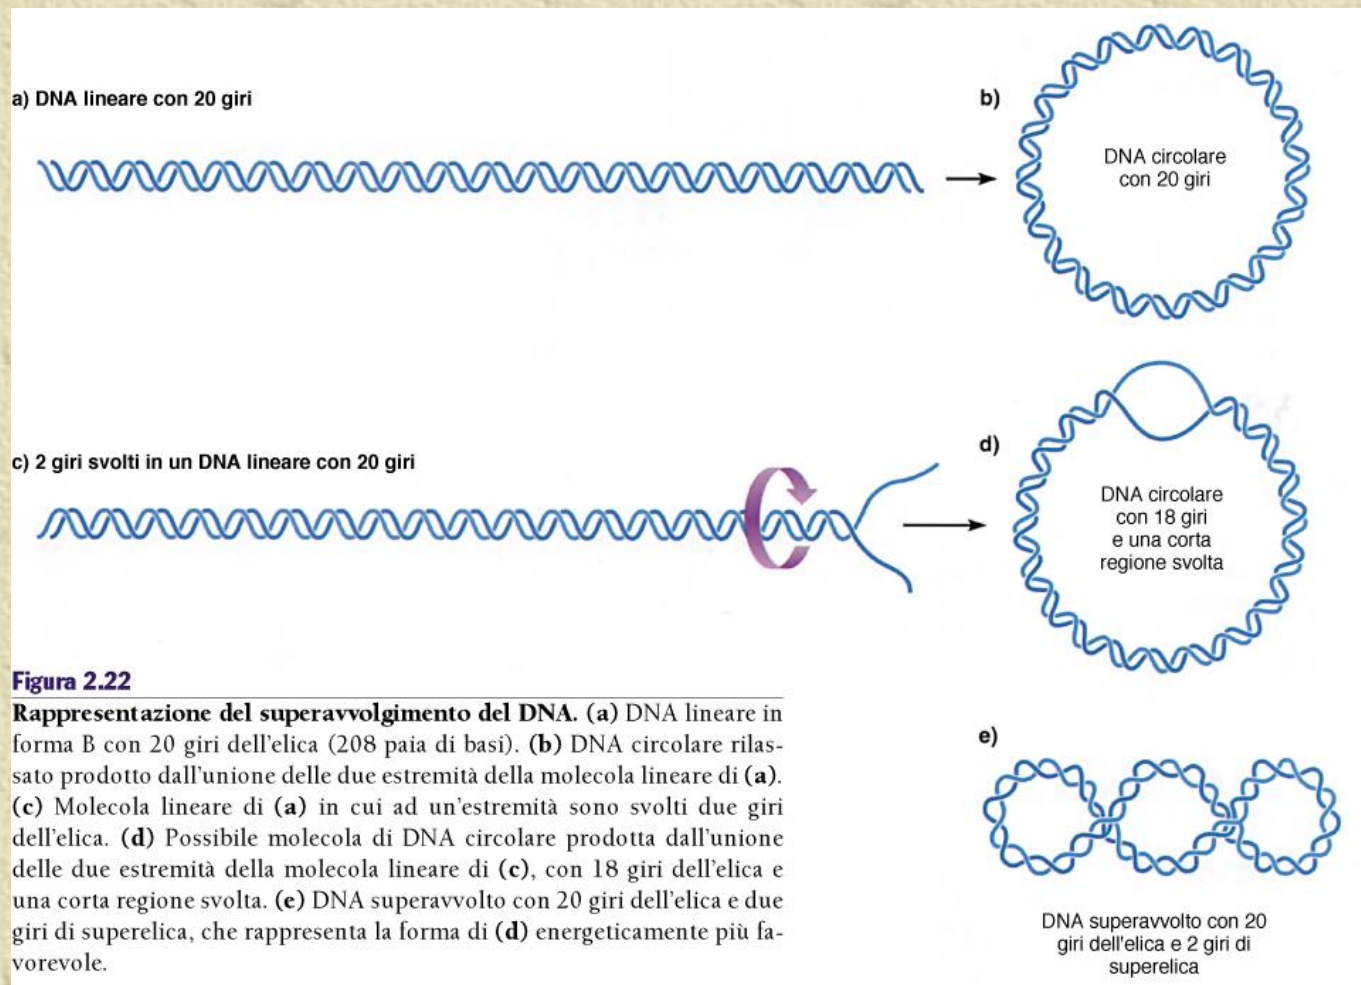 a) DNA lineare con 20 giri
b)
DNA circolare
con 20 giri
c) 2 giri svolti in un DNA lineare con 20 giri
d)
DNA circolare
con 18 giri
e una corta
regione svolta
Figura 2.22
Rappresentazione del superavvolgimento del DNA. (a) DNA lineare in
forma B con 20 giri dell'elica (208 paia di basi). (b) DNA circolare rilas-
sato prodotto dall'unione delle due estremità della molecola lineare di (a).
(c) Molecola lineare di (a) in cui ad un'estremità sono svolti due giri
dell'elica. (d) Possibile molecola di DNA circolare prodotta dall'unione
delle due estremità della molecola lineare di (c), con 18 giri dell'elica e
una corta regione svolta. (e) DNA superavvolto con 20 giri dell'elica e due
giri di superelica, che rappresenta la forma di (d) energeticamente più fa-
vorevole.
e)
DNA superavvolto con 20
giri dell'elica e 2 giri di
superelica